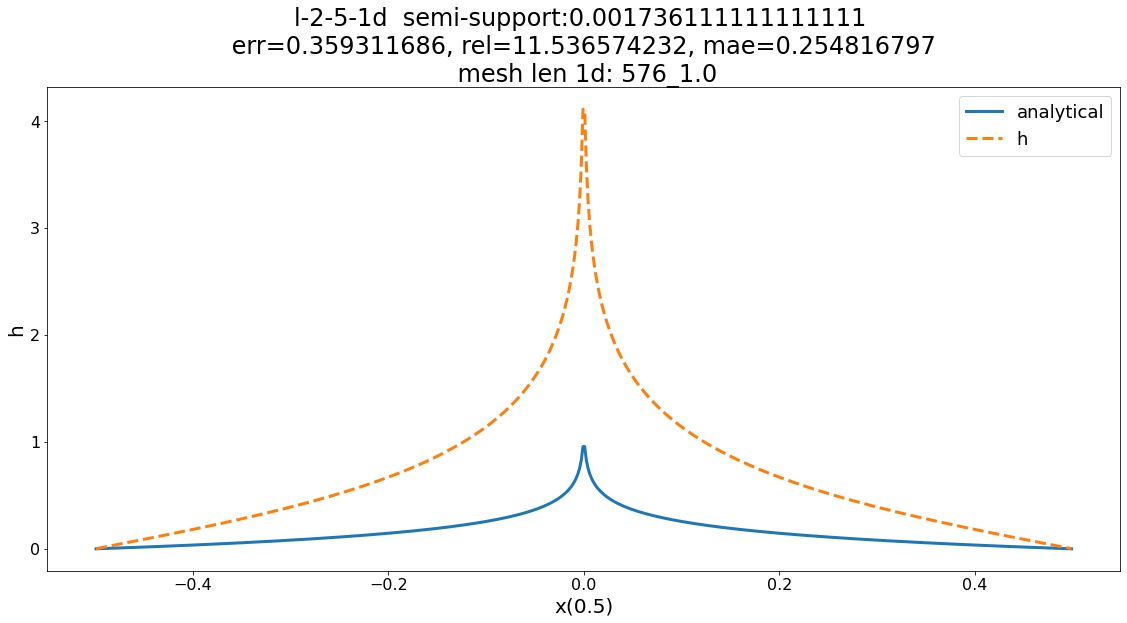 l-2-5-1d  semi-support:0.001736111111111111
err=0.359311686, rel=11.536574232, mae=0.254816797
mesh len 1d: 576_1.0
analytical
h
4
3
2
1
0
h
−0.4
−0.2
0.0
0.2
0.4
x(0.5)